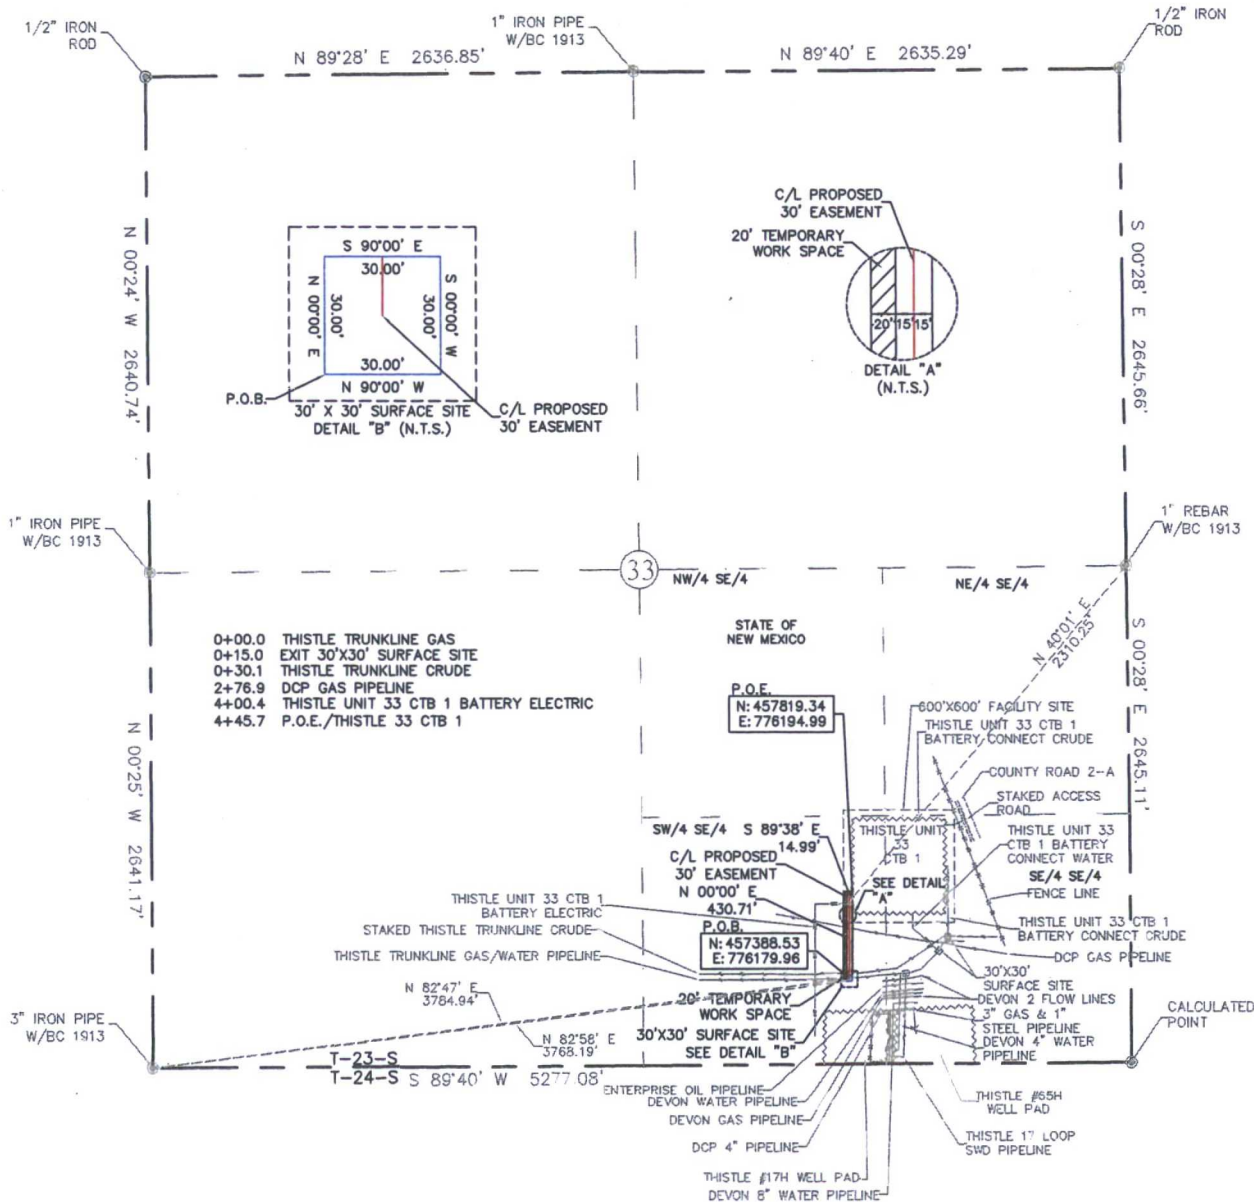 1/2" IRON
ROD
1" IRON PIPE
W/BC 1913
1/2" IRON
ROD
N 89°28' E 2636.85'
N 89°40' E 2635.29'
N 00°24' W 2640.74'
S 00°28' E 2645.66'
S 90°00' E
30.00'
N 00°00' E
30.00'
30.00'
S 00°00' W
30.00'
N 90°00' W
P.O.B.
30' X 30' SURFACE SITE
DETAIL "B" (N.T.S.)
C/L PROPOSED
30' EASEMENT
C/L PROPOSED
30' EASEMENT
20' TEMPORARY
WORK SPACE
20' 15' 15'
DETAIL "A"
(N.T.S.)
1" IRON PIPE
W/BC 1913
1" REBAR
W/BC 1913
33
NW/4 SE/4
NE/4 SE/4
N 40°01' E
2310.25'
STATE OF
NEW MEXICO
0+00.0 THISTLE TRUNKLINE GAS
0+15.0 EXIT 30'X30' SURFACE SITE
0+30.1 THISTLE TRUNKLINE CRUDE
2+76.9 DCP GAS PIPELINE
4+00.4 THISTLE UNIT 33 CTB 1 BATTERY ELECTRIC
4+45.7 P.O.E./THISTLE 33 CTB 1
N 00°25' W 2641.17'
S 00°28' E 2645.11'
P.O.E.
N: 457819.34
E: 776194.99
600'X600' FACILITY SITE
THISTLE UNIT 33 CTB 1
BATTERY CONNECT CRUDE
COUNTY ROAD 2-A
STAKED ACCESS
ROAD
THISTLE UNIT 33
CTB 1 BATTERY
CONNECT WATER
SE/4 SE/4
FENCE LINE
THISTLE UNIT
33
CTB 1
SW/4 SE/4
S 89°38' E
14.99'
C/L PROPOSED
30' EASEMENT
N 00°00' E
430.71'
SEE DETAIL
"A"
P.O.B.
N: 457388.53
E: 776179.96
THISTLE UNIT 33 CTB 1
BATTERY ELECTRIC
STAKED THISTLE TRUNKLINE CRUDE
THISTLE TRUNKLINE GAS/WATER PIPELINE
THISTLE UNIT 33 CTB 1
BATTERY CONNECT CRUDE
DCP GAS PIPELINE
30'X30'
SURFACE SITE
DEVON 2 FLOW LINES
3" GAS & 1"
STEEL PIPELINE
DEVON 4" WATER
PIPELINE
N 82°47' E
3784.94'
N 82°58' E
3768.19'
20' TEMPORARY
WORK SPACE
30'X30' SURFACE SITE
SEE DETAIL "B"
3" IRON PIPE
W/BC 1913
CALCULATED
POINT
T-23-S
T-24-S
S 89°40' W 5277.08'
ENTERPRISE OIL PIPELINE
DEVON WATER PIPELINE
DEVON GAS PIPELINE
DCP 4" PIPELINE
THISTLE #17H WELL PAD
DEVON 8" WATER PIPELINE
THISTLE #65H
WELL PAD
THISTLE 17 LOOP
SWD PIPELINE